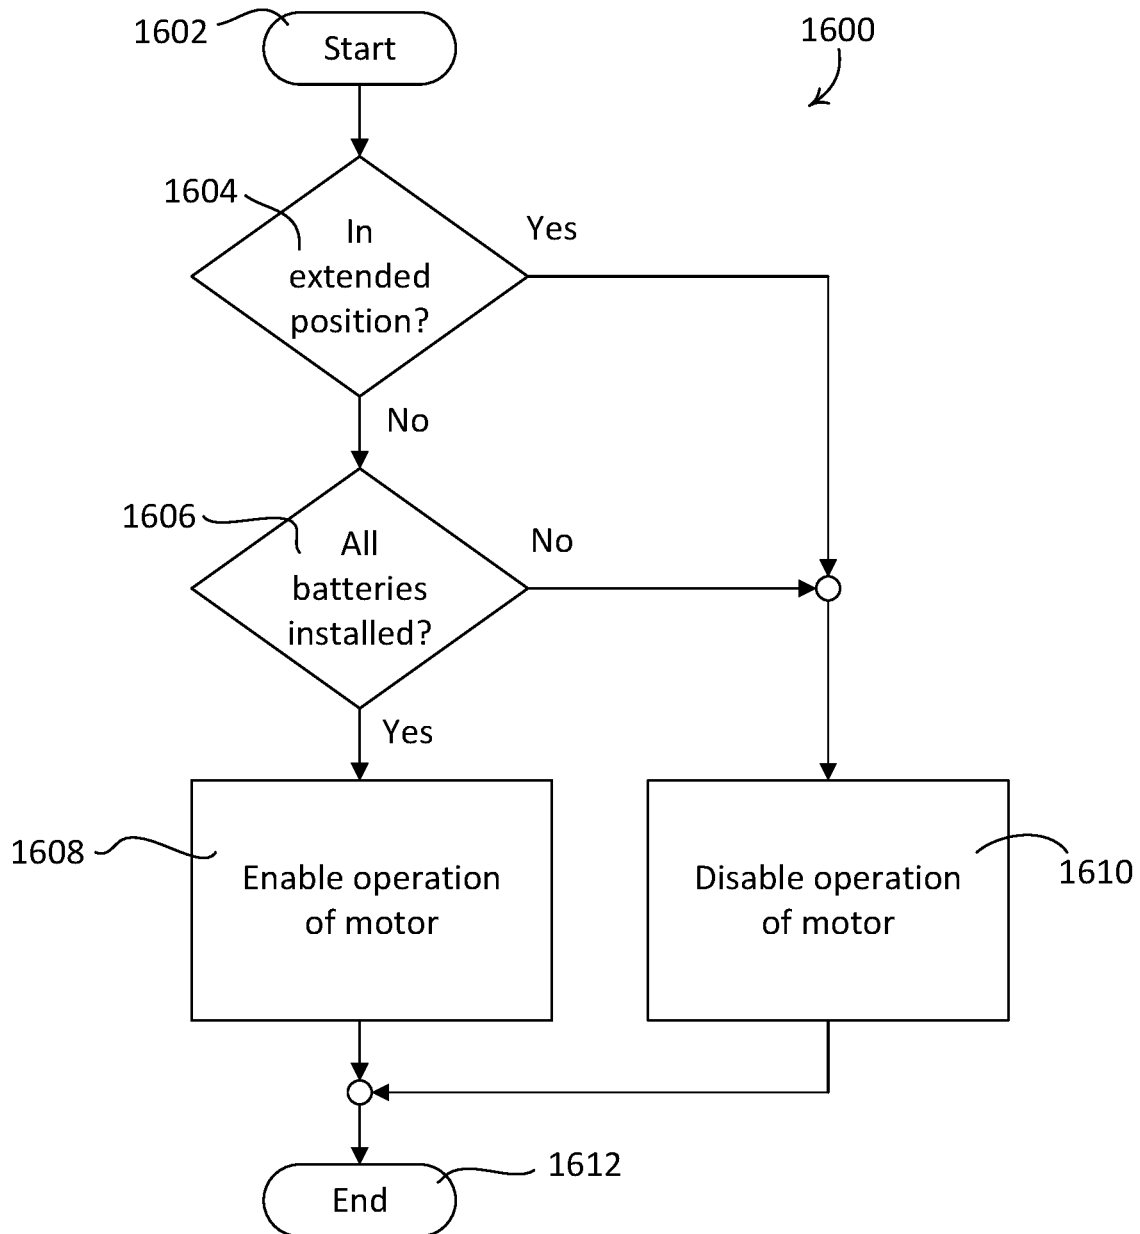 1602
Start
1600
1604
In
extended
position?
Yes
No
1606
All
batteries
installed?
No
Yes
1608
Enable operation
of motor
Disable operation
of motor
1610
1612
End